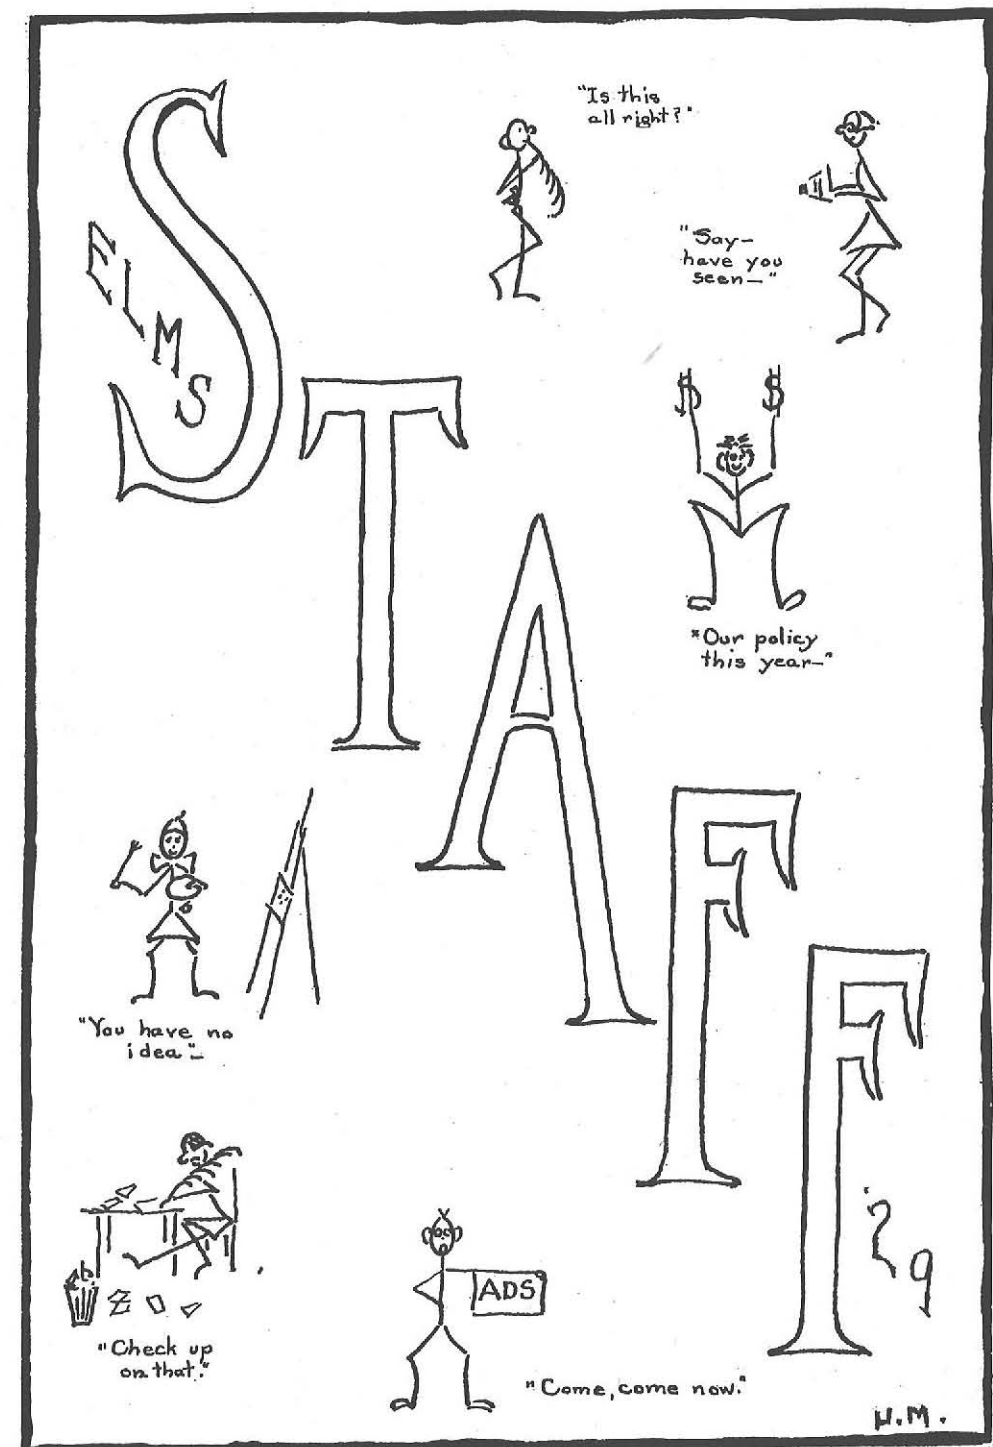 ELMS
STAFF
'29
"Is this
all right?"
"Say—
have you
seen—"
$ $
"Our policy
this year—"
"You have no
idea"—
"Check up
on that."
ADS
"Come, come now."
H.M.